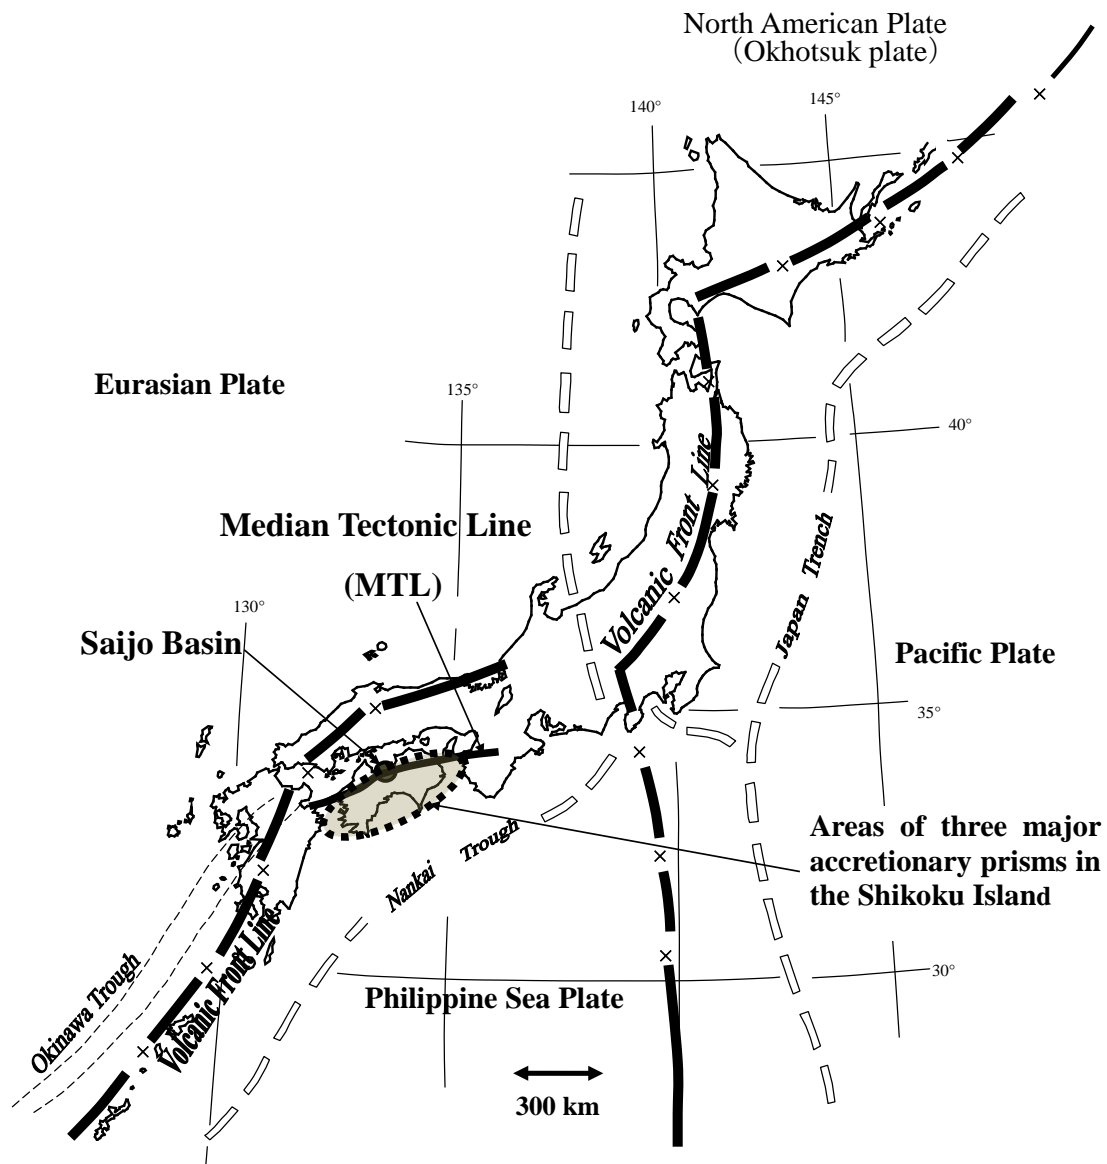 North American Plate
（Okhotsuk plate）
145°
140°
Eurasian Plate
135°
40°
Median Tectonic Line
(MTL)
Volcanic Front Line
Japan Trench
130°
Saijo Basin
Pacific Plate
35°
Areas of three major
accretionary prisms in
the Shikoku Island
Nankai Trough
Volcanic Front Line
Okinawa Trough
30°
Philippine Sea Plate
300 km